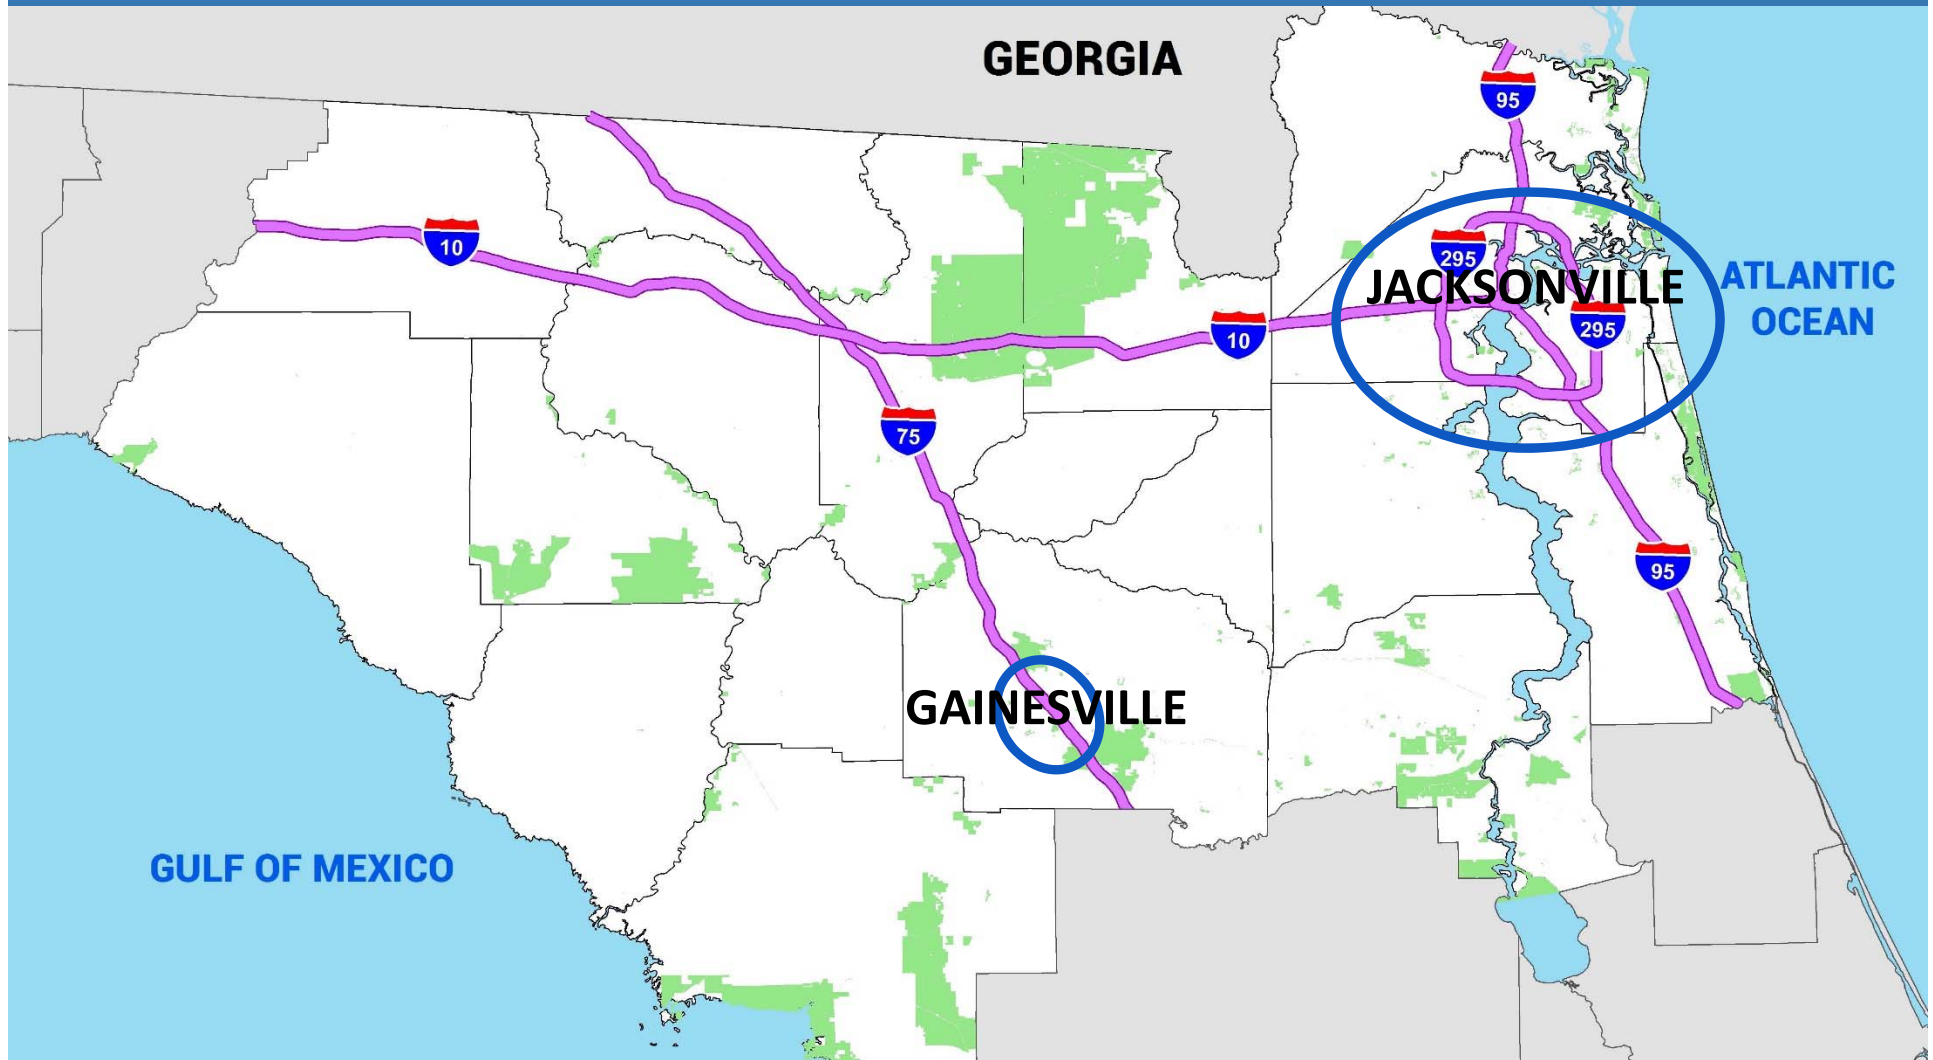 GEORGIA
95
10
295
JACKSONVILLE
ATLANTIC
OCEAN
295
10
75
95
GAINESVILLE
GULF OF MEXICO